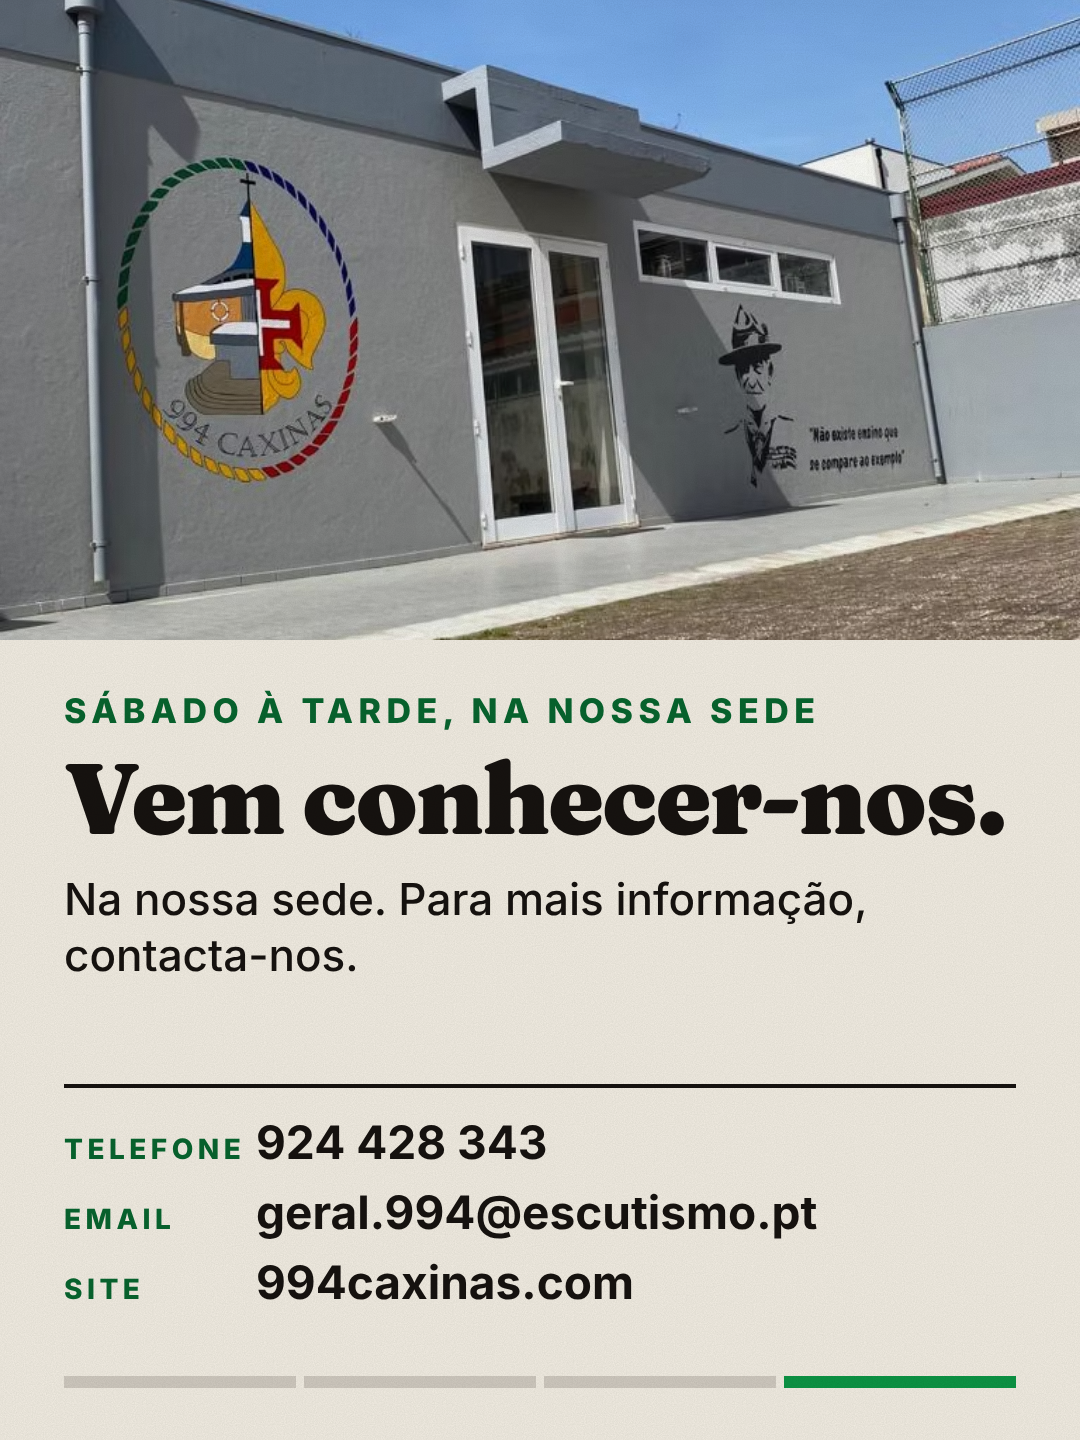 994 CAXINAS
"Não existe ensino que
se compare ao exemplo"
SÁBADO À TARDE, NA NOSSA SEDE
Vem conhecer-nos.
Na nossa sede. Para mais informação,
contacta-nos.
TELEFONE 924 428 343
EMAIL geral.994@escutismo.pt
SITE 994caxinas.com